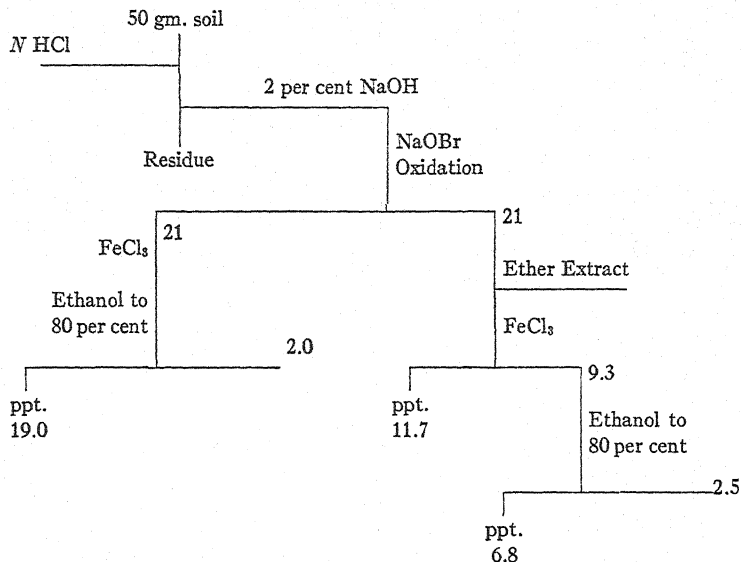 50 gm. soil
N HCl
2 per cent NaOH
Residue
NaOBr
Oxidation
21
21
FeCl₃
Ether Extract
Ethanol to
80 per cent
FeCl₃
2.0
9.3
ppt.
19.0
ppt.
11.7
Ethanol to
80 per cent
2.5
ppt.
6.8